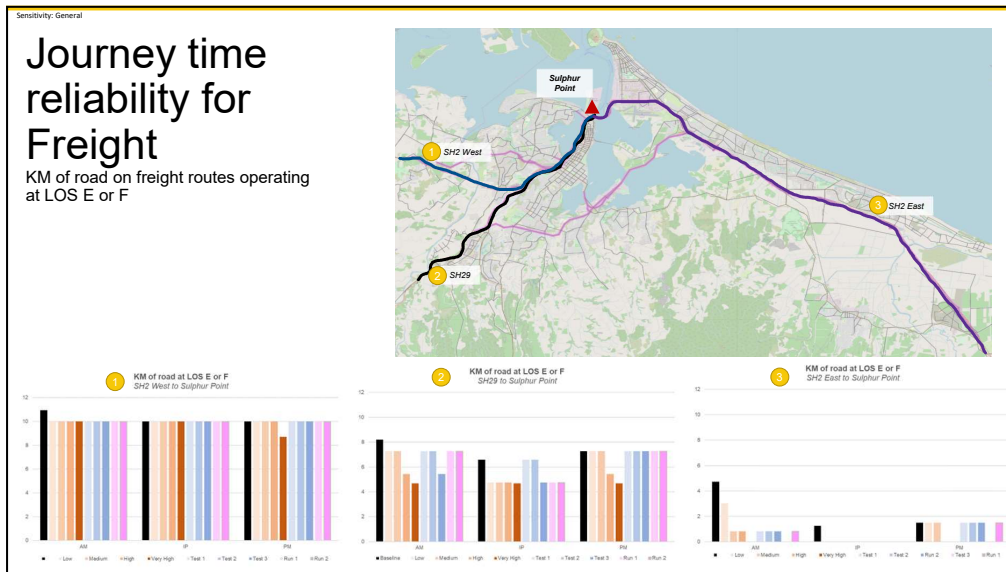 Sensitivity: General
Journey time
reliability for
Freight
KM of road on freight routes operating
at LOS E or F
Sulphur
Point
1
SH2 West
3
SH2 East
2
SH29
1
KM of road at LOS E or F
SH2 West to Sulphur Point
12
10
8
6
4
2
0
AM
IP
PM
Low
Medium
High
Very High
Test 1
Test 2
Test 3
Run 1
Run 2
2
KM of road at LOS E or F
SH29 to Sulphur Point
12
10
8
6
4
2
0
AM
IP
PM
Baseline
Low
Medium
High
Very High
Test 1
Test 2
Test 3
Run 1
Run 2
3
KM of road at LOS E or F
SH2 East to Sulphur Point
12
10
8
6
4
2
0
AM
IP
PM
Low
Medium
High
Very High
Test 1
Test 2
Run 2
Test 3
Run 1